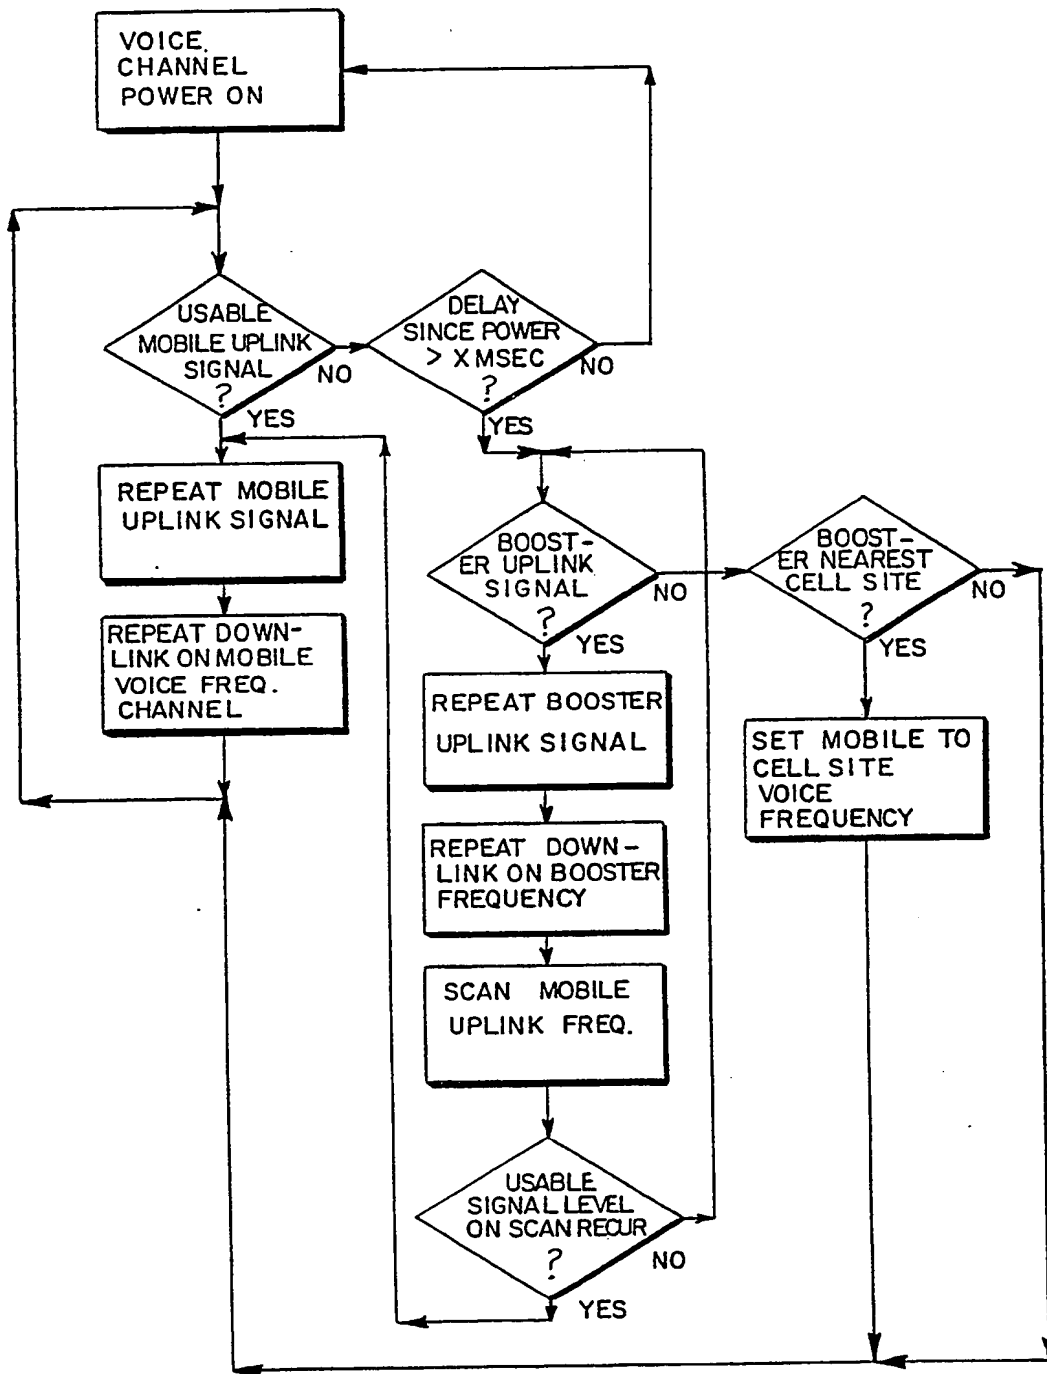 VOICE.
CHANNEL
POWER ON
USABLE
MOBILE UPLINK
SIGNAL
?
NO
YES
DELAY
SINCE POWER
> X MSEC
?
NO
YES
REPEAT MOBILE
UPLINK SIGNAL
REPEAT DOWN-
LINK ON MOBILE
VOICE FREQ.
CHANNEL
BOOST-
ER UPLINK
SIGNAL
?
NO
YES
BOOST-
ER NEAREST
CELL SITE
?
NO
YES
REPEAT BOOSTER
UPLINK SIGNAL
SET MOBILE TO
CELL SITE
VOICE
FREQUENCY
REPEAT DOWN-
LINK ON BOOSTER
FREQUENCY
SCAN MOBILE
UPLINK FREQ.
USABLE
SIGNAL LEVEL
ON SCAN RECUR
?
NO
YES